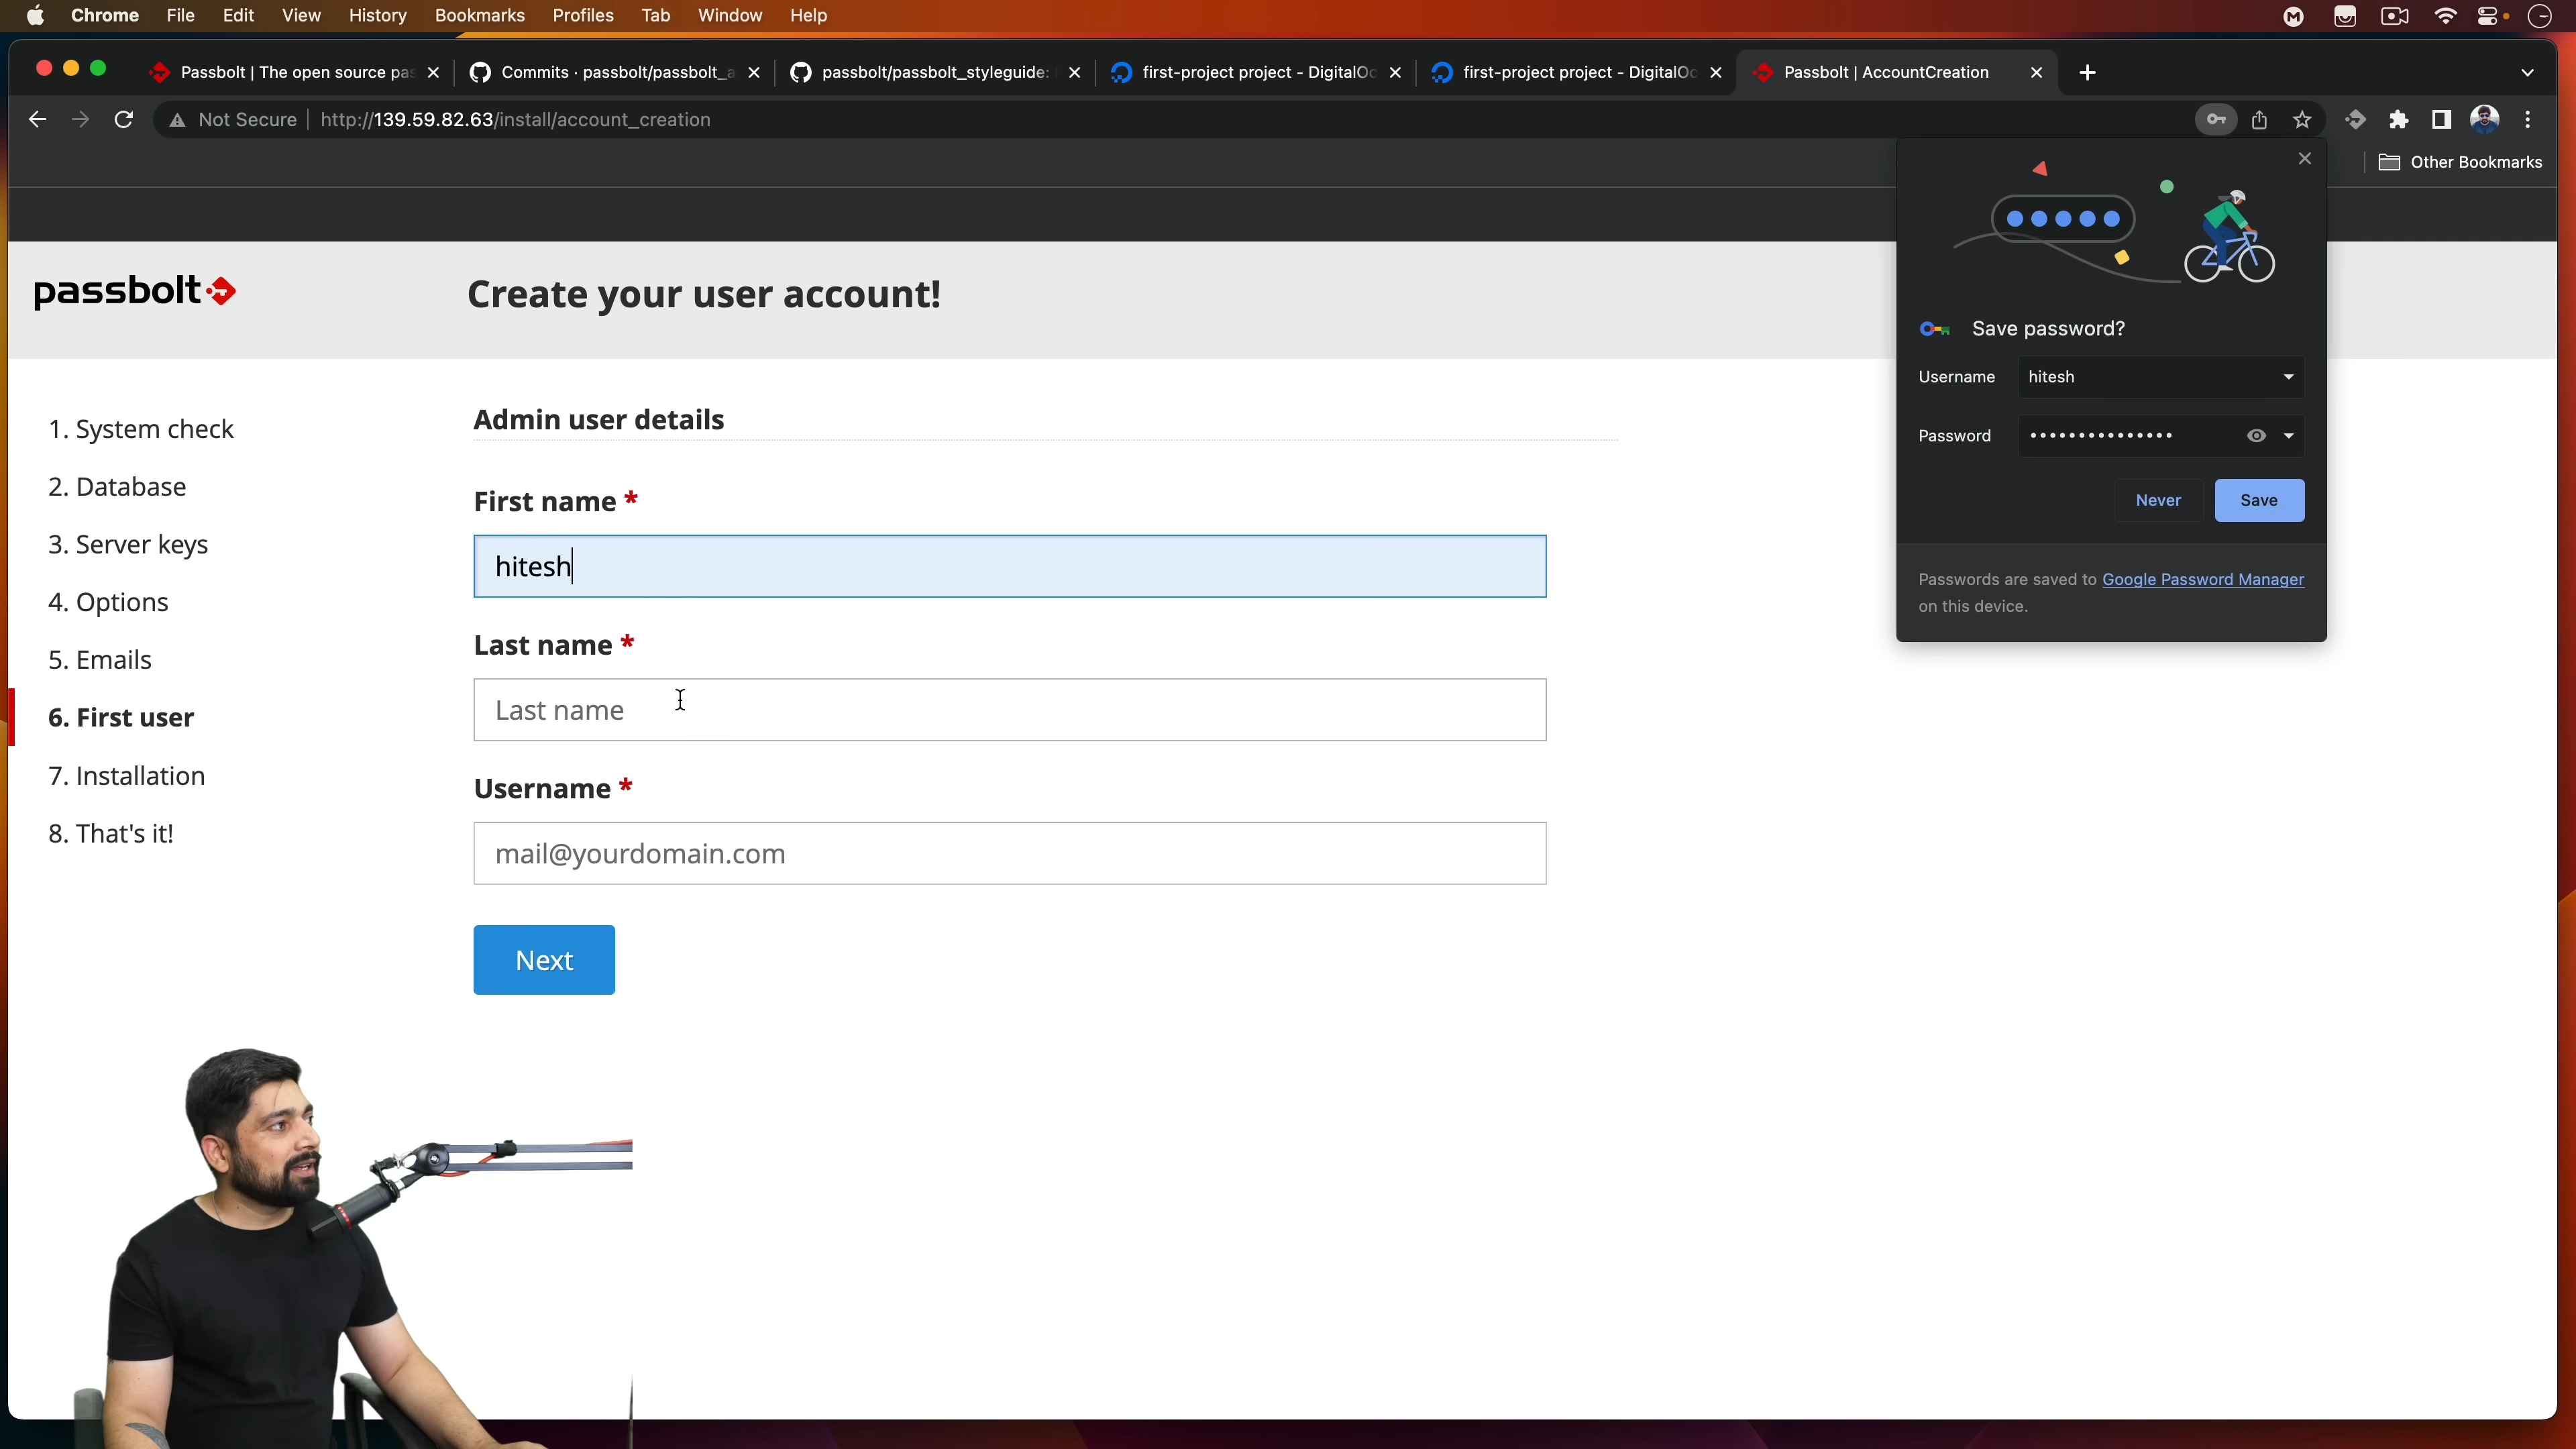 Chrome File Edit View History Bookmarks Profiles Tab Window Help
Passbolt | The open source pas
Commits · passbolt/passbolt_a
passbolt/passbolt_styleguide:
first-project project - DigitalOc
first-project project - DigitalOc
Passbolt | AccountCreation
Not Secure http://139.59.82.63/install/account_creation
Other Bookmarks
passbolt
Create your user account!
1. System check
2. Database
3. Server keys
4. Options
5. Emails
6. First user
7. Installation
8. That's it!
Admin user details
First name *
hitesh
Last name *
Last name
Username *
mail@yourdomain.com
Next
Save password?
Username hitesh
Password •••••••••••••••
Never Save
Passwords are saved to Google Password Manager
on this device.